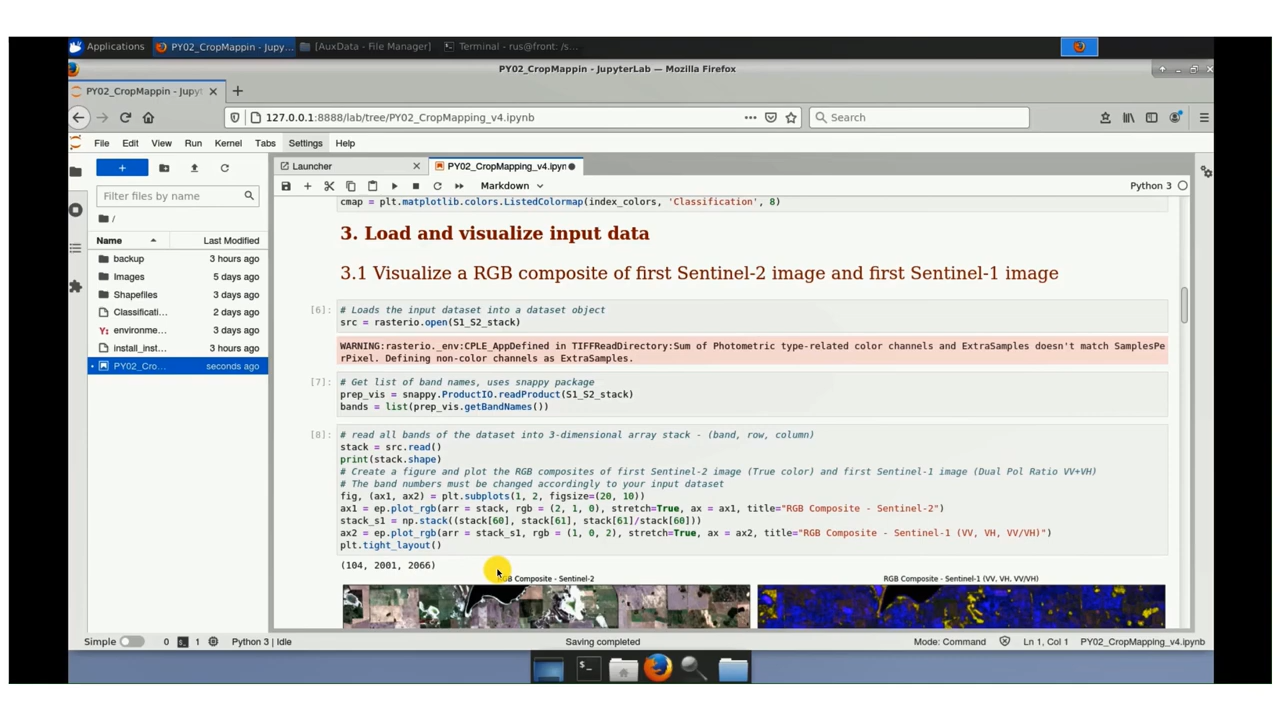 Applications
PY02_CropMappin - Jupy...
[AuxData - File Manager]
Terminal - rus@front: /s...
PY02_CropMappin - JupyterLab — Mozilla Firefox
PY02_CropMappin - Jupyt
127.0.0.1:8888/lab/tree/PY02_CropMapping_v4.ipynb
Search
File Edit View Run Kernel Tabs Settings Help
Launcher
PY02_CropMapping_v4.ipyn
Filter files by name
Markdown
Python 3
/
Name Last Modified
backup 3 hours ago
Images 5 days ago
Shapefiles 3 days ago
Classificati... 2 days ago
Y: environme... 3 days ago
install_inst... 3 hours ago
PY02_Cro... seconds ago
cmap = plt.matplotlib.colors.ListedColormap(index_colors, 'Classification', 8)
3. Load and visualize input data
3.1 Visualize a RGB composite of first Sentinel-2 image and first Sentinel-1 image
[6]: # Loads the input dataset into a dataset object
src = rasterio.open(S1_S2_stack)
WARNING:rasterio._env:CPLE_AppDefined in TIFFReadDirectory:Sum of Photometric type-related color channels and ExtraSamples doesn't match SamplesPe
rPixel. Defining non-color channels as ExtraSamples.
[7]: # Get list of band names, uses snappy package
prep_vis = snappy.ProductIO.readProduct(S1_S2_stack)
bands = list(prep_vis.getBandNames())
[8]: # read all bands of the dataset into 3-dimensional array stack - (band, row, column)
stack = src.read()
print(stack.shape)
# Create a figure and plot the RGB composites of first Sentinel-2 image (True color) and first Sentinel-1 image (Dual Pol Ratio VV+VH)
# The band numbers must be changed accordingly to your input dataset
fig, (ax1, ax2) = plt.subplots(1, 2, figsize=(20, 10))
ax1 = ep.plot_rgb(arr = stack, rgb = (2, 1, 0), stretch=True, ax = ax1, title="RGB Composite - Sentinel-2")
stack_s1 = np.stack((stack[60], stack[61], stack[61]/stack[60]))
ax2 = ep.plot_rgb(arr = stack_s1, rgb = (1, 0, 2), stretch=True, ax = ax2, title="RGB Composite - Sentinel-1 (VV, VH, VV/VH)")
plt.tight_layout()
(104, 2001, 2066)
RGB Composite - Sentinel-2
RGB Composite - Sentinel-1 (VV, VH, VV/VH)
Simple 0 1 Python 3 | Idle
Saving completed
Mode: Command
Ln 1, Col 1
PY02_CropMapping_v4.ipynb